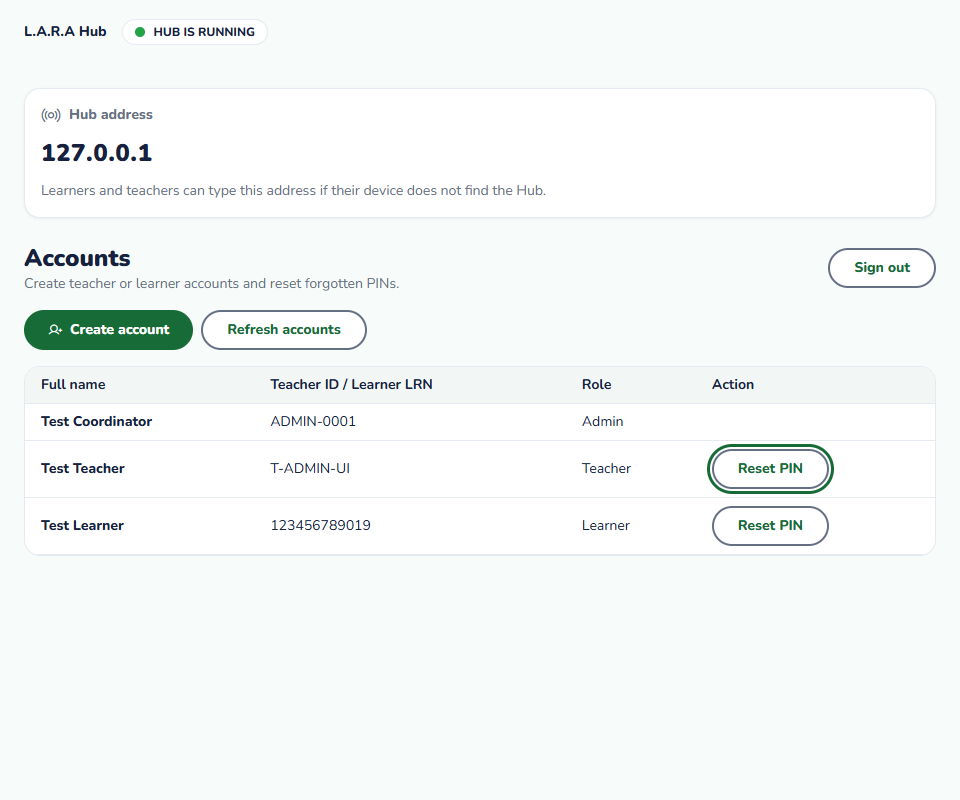 L.A.R.A Hub
HUB IS RUNNING
Hub address
127.0.0.1
Learners and teachers can type this address if their device does not find the Hub.
Accounts
Create teacher or learner accounts and reset forgotten PINs.
Sign out
Create account
Refresh accounts
Full name Teacher ID / Learner LRN Role Action
Test Coordinator ADMIN-0001 Admin
Test Teacher T-ADMIN-UI Teacher Reset PIN
Test Learner 123456789019 Learner Reset PIN